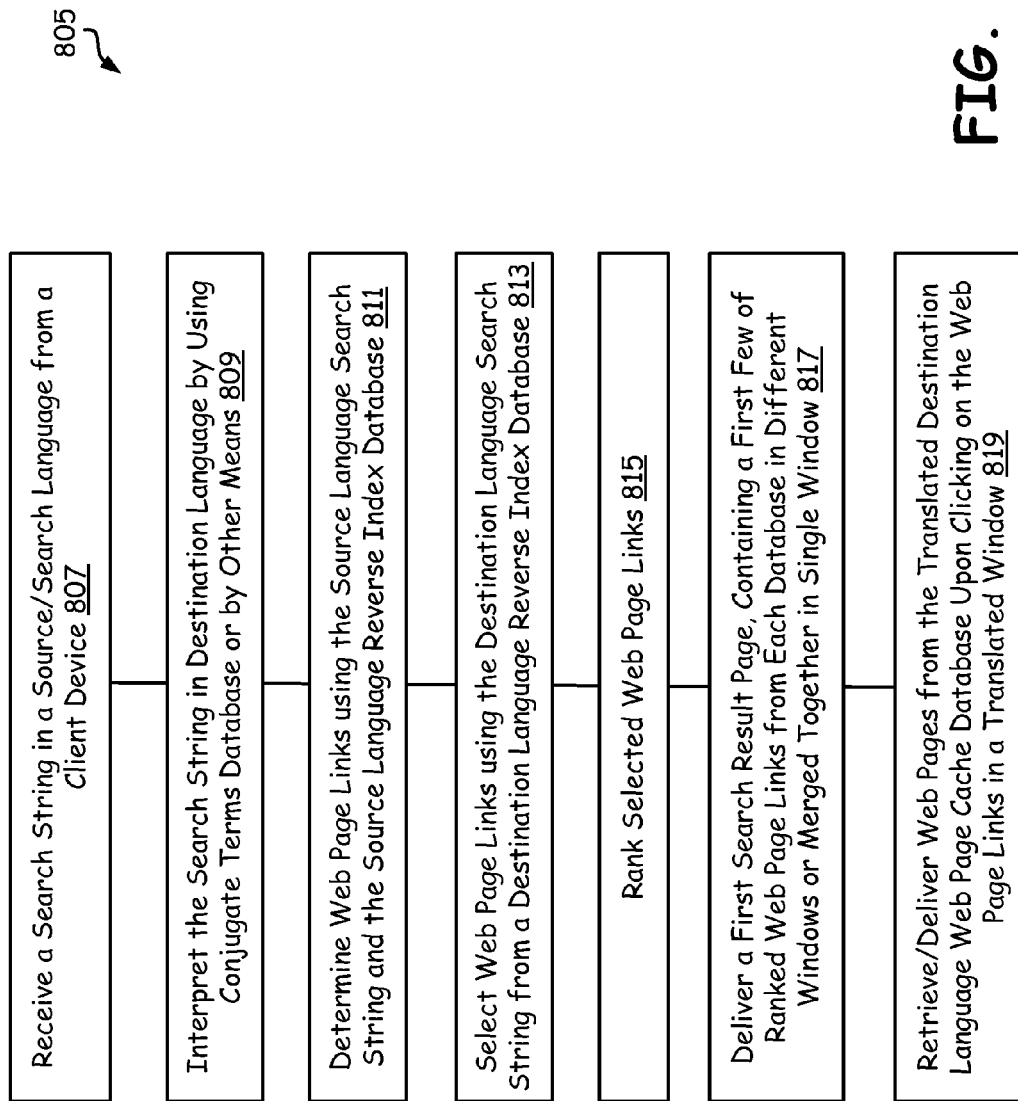 805
Receive a Search String in a Source/Search Language from a
Client Device 807
Interpret the Search String in Destination Language by Using
Conjugate Terms Database or by Other Means 809
Determine Web Page Links using the Source Language Search
String and the Source Language Reverse Index Database 811
Select Web Page Links using the Destination Language Search
String from a Destination Language Reverse Index Database 813
Rank Selected Web Page Links 815
Deliver a First Search Result Page, Containing a First Few of
Ranked Web Page Links from Each Database in Different
Windows or Merged Together in Single Window 817
Retrieve/Deliver Web Pages from the Translated Destination
Language Web Page Cache Database Upon Clicking on the Web
Page Links in a Translated Window 819
FIG.